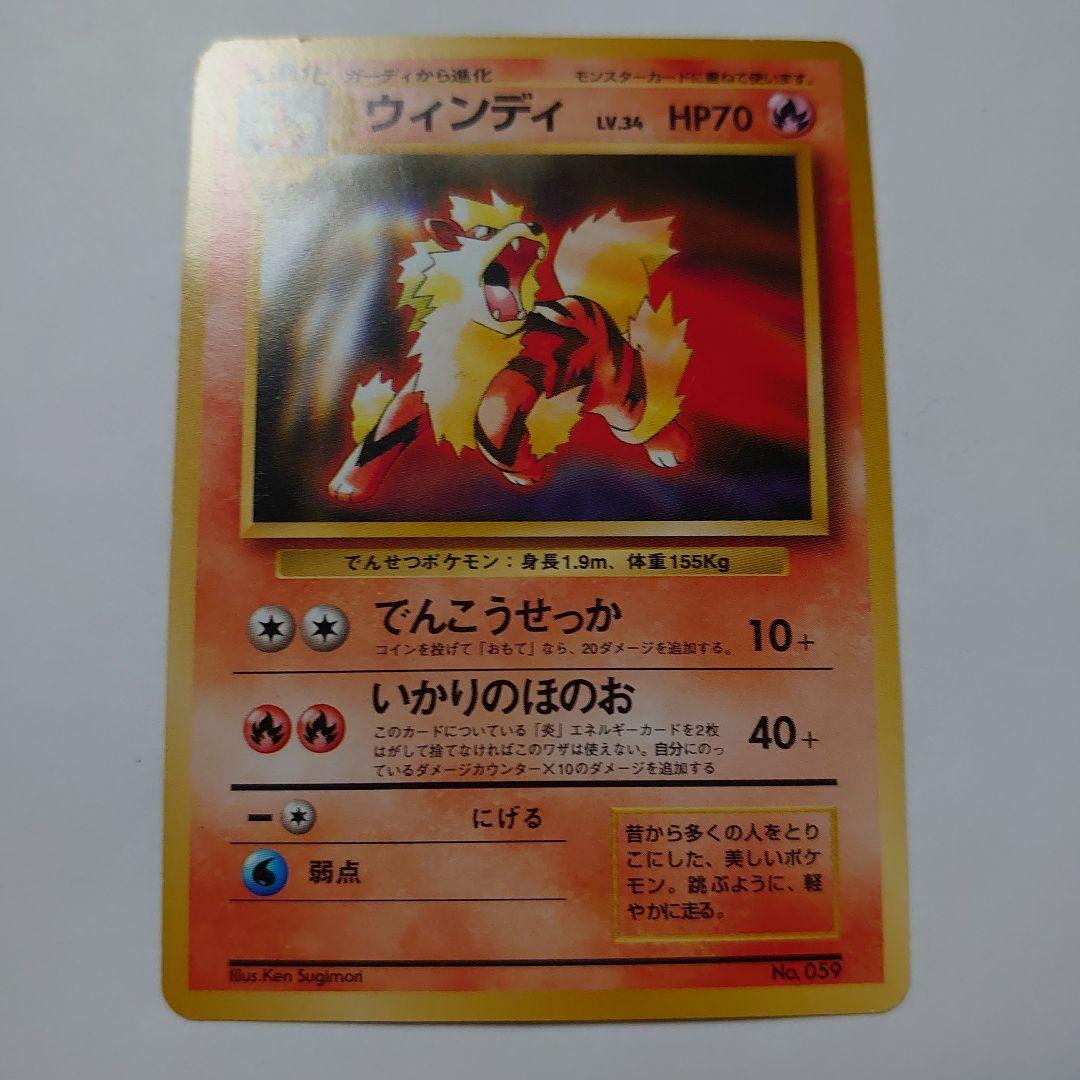 ガーディから進化 モンスターカードに重ねて使います。
ウィンディ LV.34 HP70
でんせつポケモン：身長1.9m、体重155Kg
でんこうせっか 10+
コインを投げて「おもて」なら、20ダメージを追加する。
いかりのほのお 40+
このカードについている「炎」エネルギーカードを2枚
はがして捨てなければこのワザは使えない。自分にのっ
ているダメージカウンター×10のダメージを追加する
ー にげる
弱点
昔から多くの人をとり
こにした、美しいポケ
モン。跳ぶように、軽
やかに走る。
Illus.Ken Sugimori No. 059